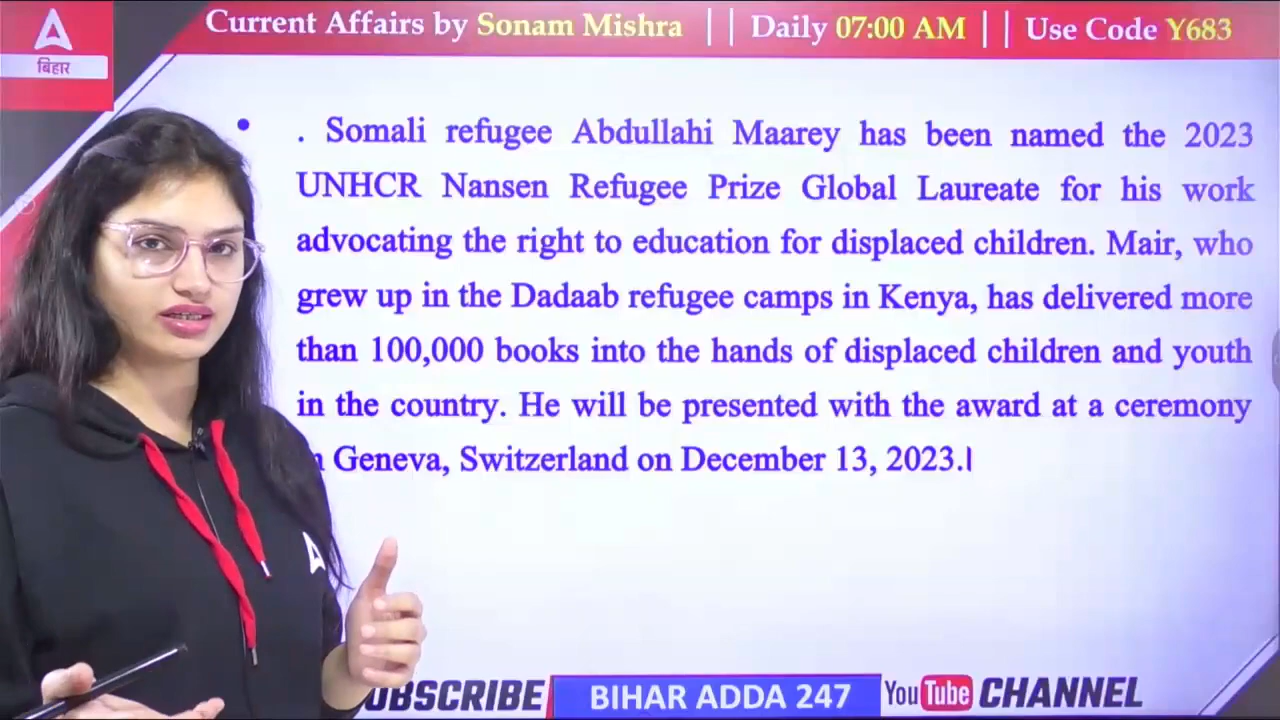 Current Affairs by Sonam Mishra || Daily 07:00 AM || Use Code Y683
बिहार
• . Somali refugee Abdullahi Maarey has been named the 2023
UNHCR Nansen Refugee Prize Global Laureate for his work
advocating the right to education for displaced children. Mair, who
grew up in the Dadaab refugee camps in Kenya, has delivered more
than 100,000 books into the hands of displaced children and youth
in the country. He will be presented with the award at a ceremony
Geneva, Switzerland on December 13, 2023.।
UBSCRIBE BIHAR ADDA 247 YouTube CHANNEL